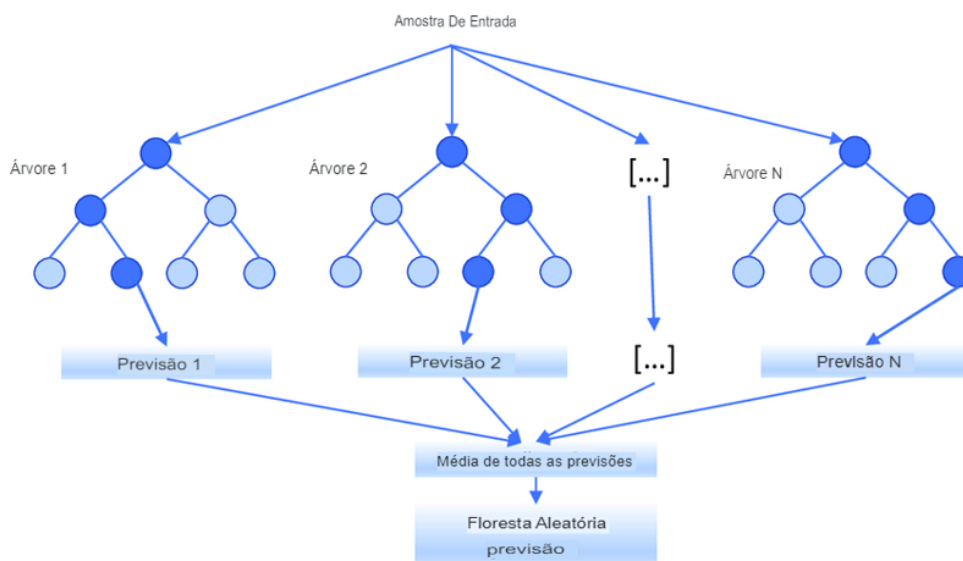 Amostra De Entrada
Árvore 1
Árvore 2
[...]
Árvore N
Previsão 1
Previsão 2
[...]
Previsão N
Média de todas as previsões
Floresta Aleatória
previsão